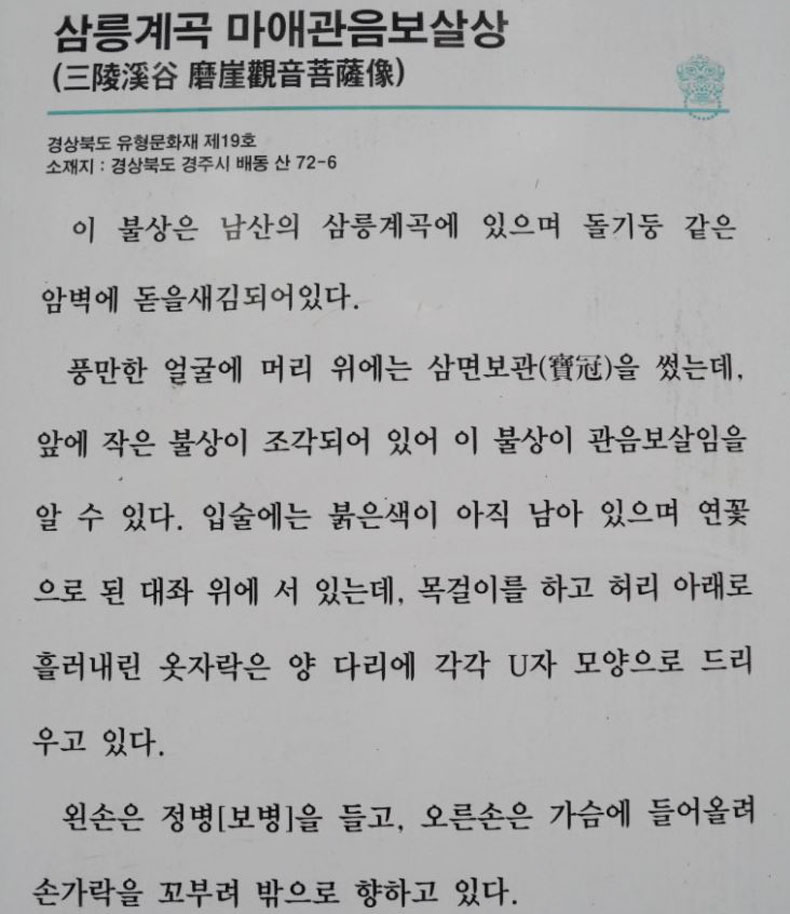 삼릉계곡 마애관음보살상
(三陵溪谷 磨崖觀音菩薩像)
경상북도 유형문화재 제19호
소재지 : 경상북도 경주시 배동 산 72-6
이 불상은 남산의 삼릉계곡에 있으며 돌기둥 같은
암벽에 돋을새김되어있다.
풍만한 얼굴에 머리 위에는 삼면보관(寶冠)을 썼는데,
앞에 작은 불상이 조각되어 있어 이 불상이 관음보살임을
알 수 있다. 입술에는 붉은색이 아직 남아 있으며 연꽃
으로 된 대좌 위에 서 있는데, 목걸이를 하고 허리 아래로
흘러내린 옷자락은 양 다리에 각각 U자 모양으로 드리
우고 있다.
왼손은 정병[보병]을 들고, 오른손은 가슴에 들어올려
손가락을 꼬부려 밖으로 향하고 있다.